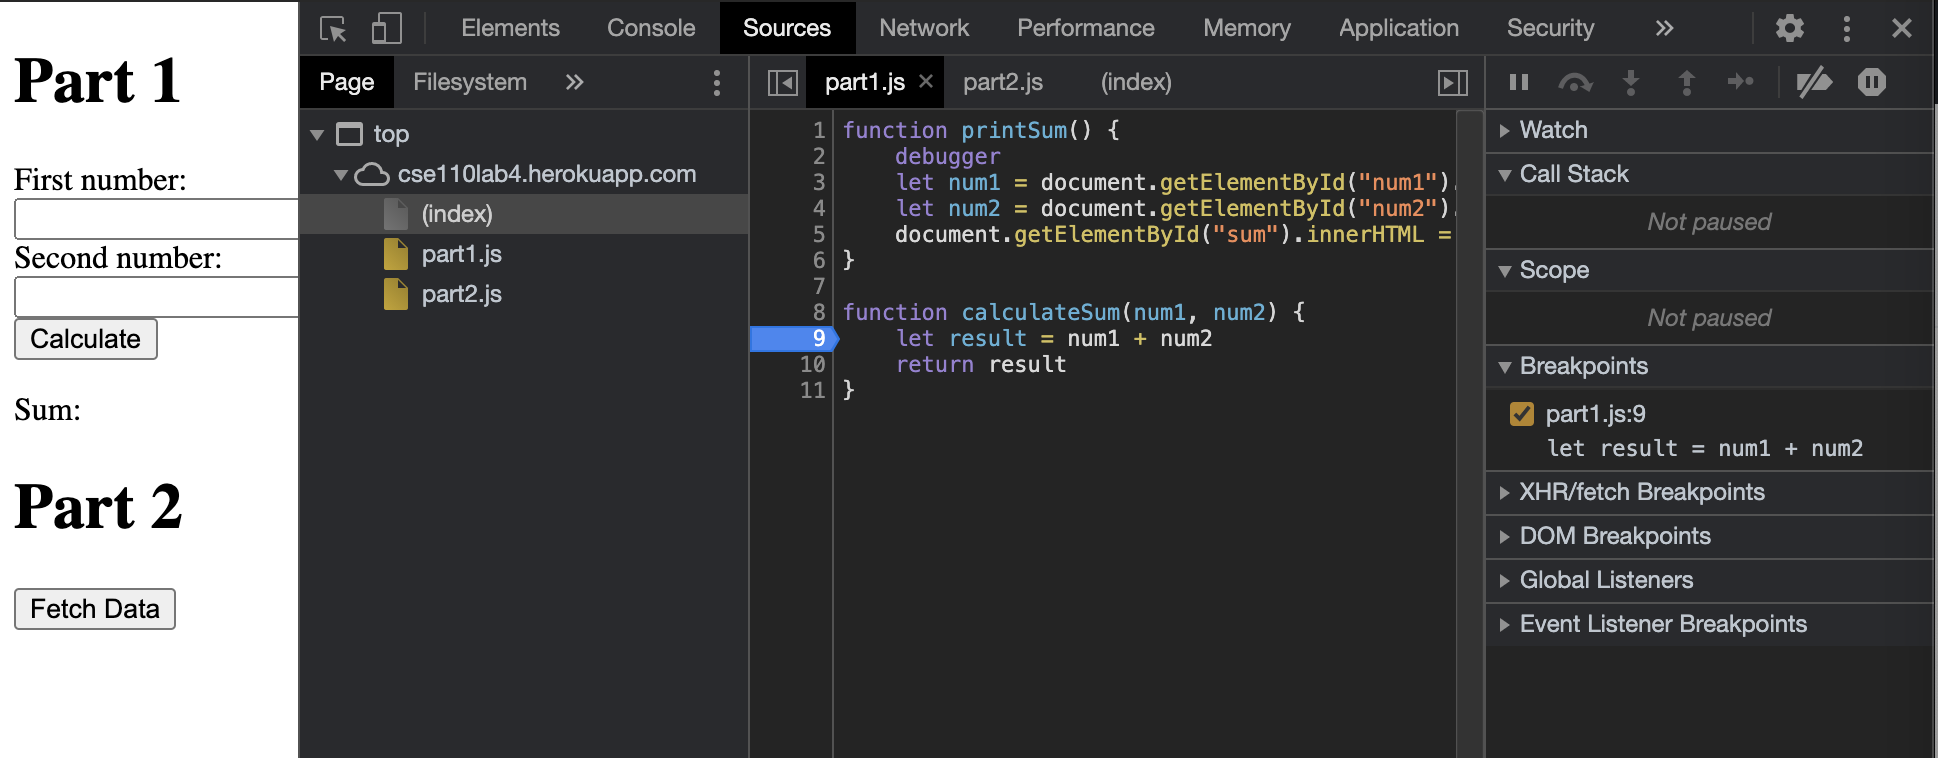 Part 1
First number:
Second number:
Calculate
Sum:
Part 2
Fetch Data
Elements Console Sources Network Performance Memory Application Security »
Page Filesystem »
top
cse110lab4.herokuapp.com
(index)
part1.js
part2.js
part1.js × part2.js (index)
1 function printSum() {
2 debugger
3 let num1 = document.getElementById("num1").
4 let num2 = document.getElementById("num2").
5 document.getElementById("sum").innerHTML =
6 }
7
8 function calculateSum(num1, num2) {
9 let result = num1 + num2
10 return result
11 }
Watch
Call Stack
Not paused
Scope
Not paused
Breakpoints
part1.js:9
let result = num1 + num2
XHR/fetch Breakpoints
DOM Breakpoints
Global Listeners
Event Listener Breakpoints